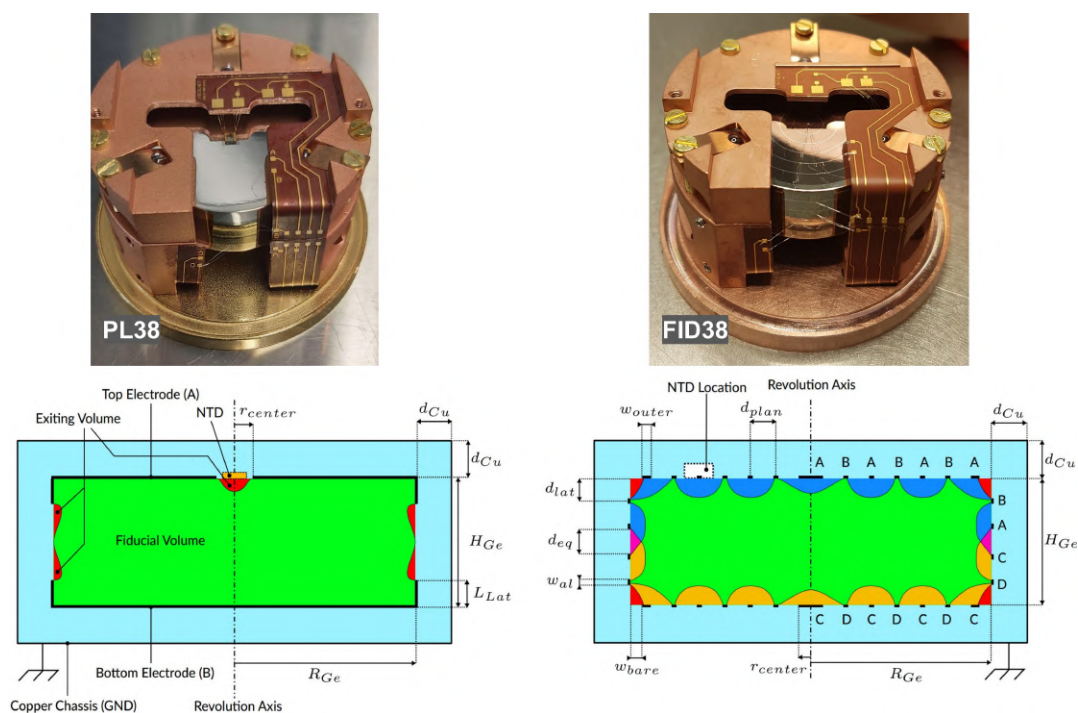 PL38
FID38
Top Electrode (A)
Exiting Volume
NTD
r_center
d_Cu
d_Cu
Fiducial Volume
H_Ge
L_Lat
Bottom Electrode (B)
R_Ge
Copper Chassis (GND)
Revolution Axis
NTD Location
Revolution Axis
w_outer
d_plan
d_Cu
A B A B A B A
d_Cu
d_lat
B
A
d_eq
C
H_Ge
w_al
D
C D C D C D C
w_bare
r_center
R_Ge